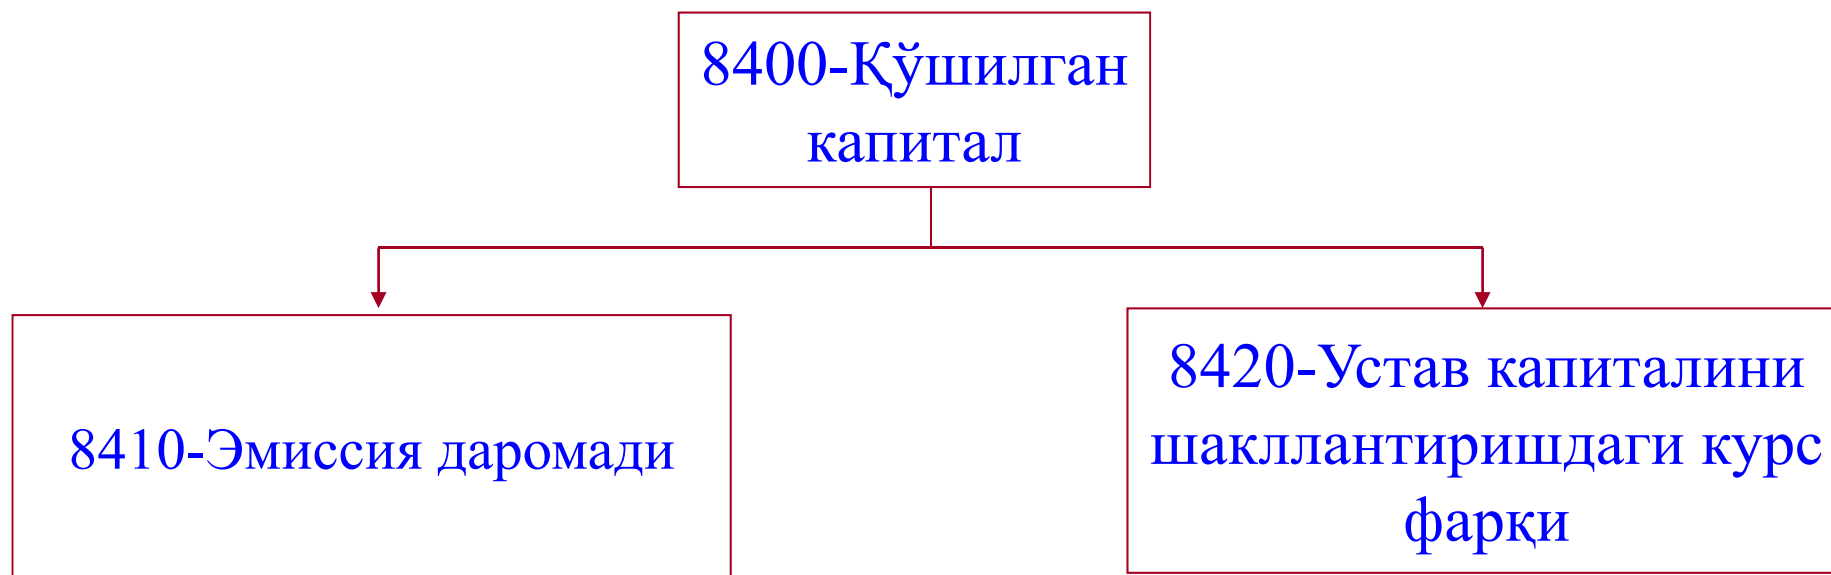 8400-Қўшилган
капитал
8410-Эмиссия даромади
8420-Устав капиталини
шакллантиришдаги курс
фарқи